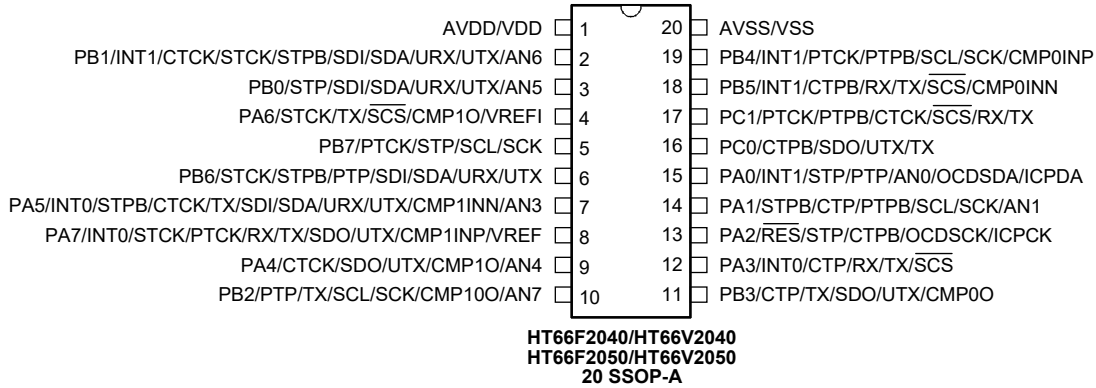 AVDD/VDD 1 20 AVSS/VSS
PB1/INT1/CTCK/STCK/STPB/SDI/SDA/URX/UTX/AN6 2 19 PB4/INT1/PTCK/PTPB/SCL/SCK/CMP0INP
PB0/STP/SDI/SDA/URX/UTX/AN5 3 18 PB5/INT1/CTPB/RX/TX/SCS/CMP0INN
PA6/STCK/TX/SCS/CMP1O/VREFI 4 17 PC1/PTCK/PTPB/CTCK/SCS/RX/TX
PB7/PTCK/STP/SCL/SCK 5 16 PC0/CTPB/SDO/UTX/TX
PB6/STCK/STPB/PTP/SDI/SDA/URX/UTX 6 15 PA0/INT1/STP/PTP/AN0/OCDSDA/ICPDA
PA5/INT0/STPB/CTCK/TX/SDI/SDA/URX/UTX/CMP1INN/AN3 7 14 PA1/STPB/CTP/PTPB/SCL/SCK/AN1
PA7/INT0/STCK/PTCK/RX/TX/SDO/UTX/CMP1INP/VREF 8 13 PA2/RES/STP/CTPB/OCDSCK/ICPCK
PA4/CTCK/SDO/UTX/CMP1O/AN4 9 12 PA3/INT0/CTP/RX/TX/SCS
PB2/PTP/TX/SCL/SCK/CMP10O/AN7 10 11 PB3/CTP/TX/SDO/UTX/CMP0O
HT66F2040/HT66V2040
HT66F2050/HT66V2050
20 SSOP-A